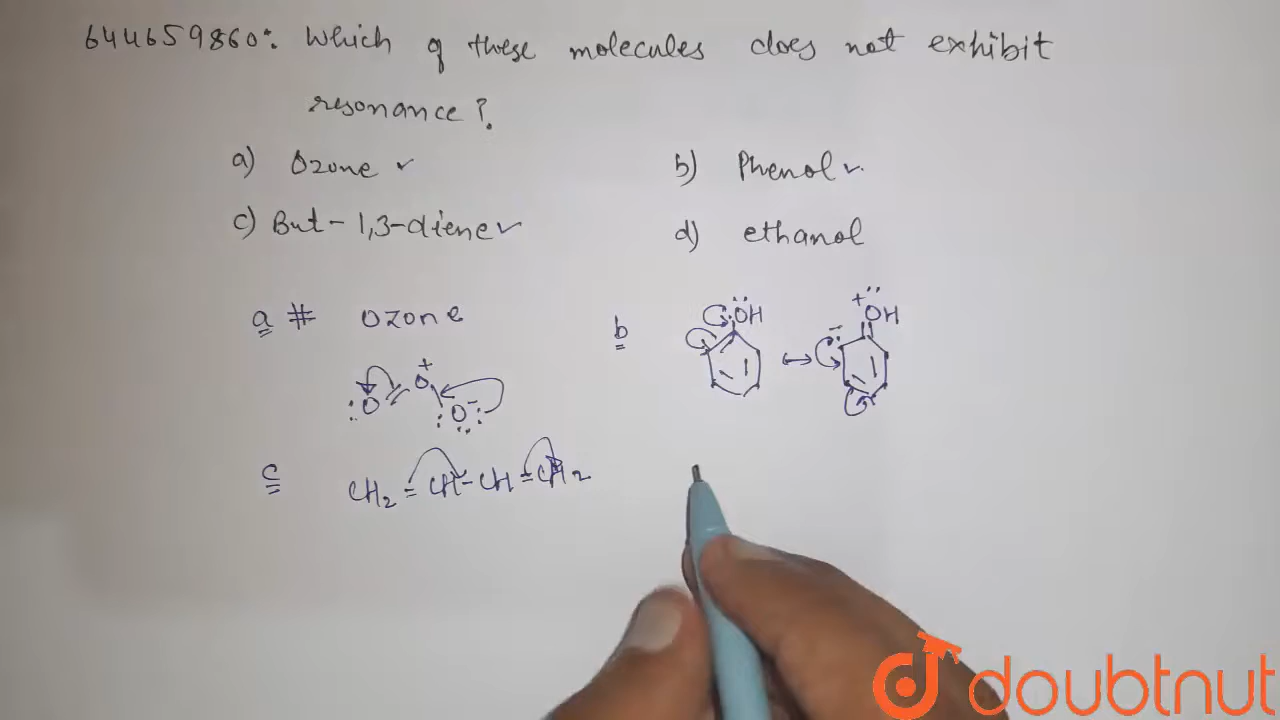 644659860: Which of these molecules does not exhibit
resonance?
a) Ozone ✓ b) Phenol ✓
c) But-1,3-diene ✓ d) ethanol
a # Ozone
b :OH ↔ + OH
O O+ O-
c CH2=CH-CH=CH2
doubtnut